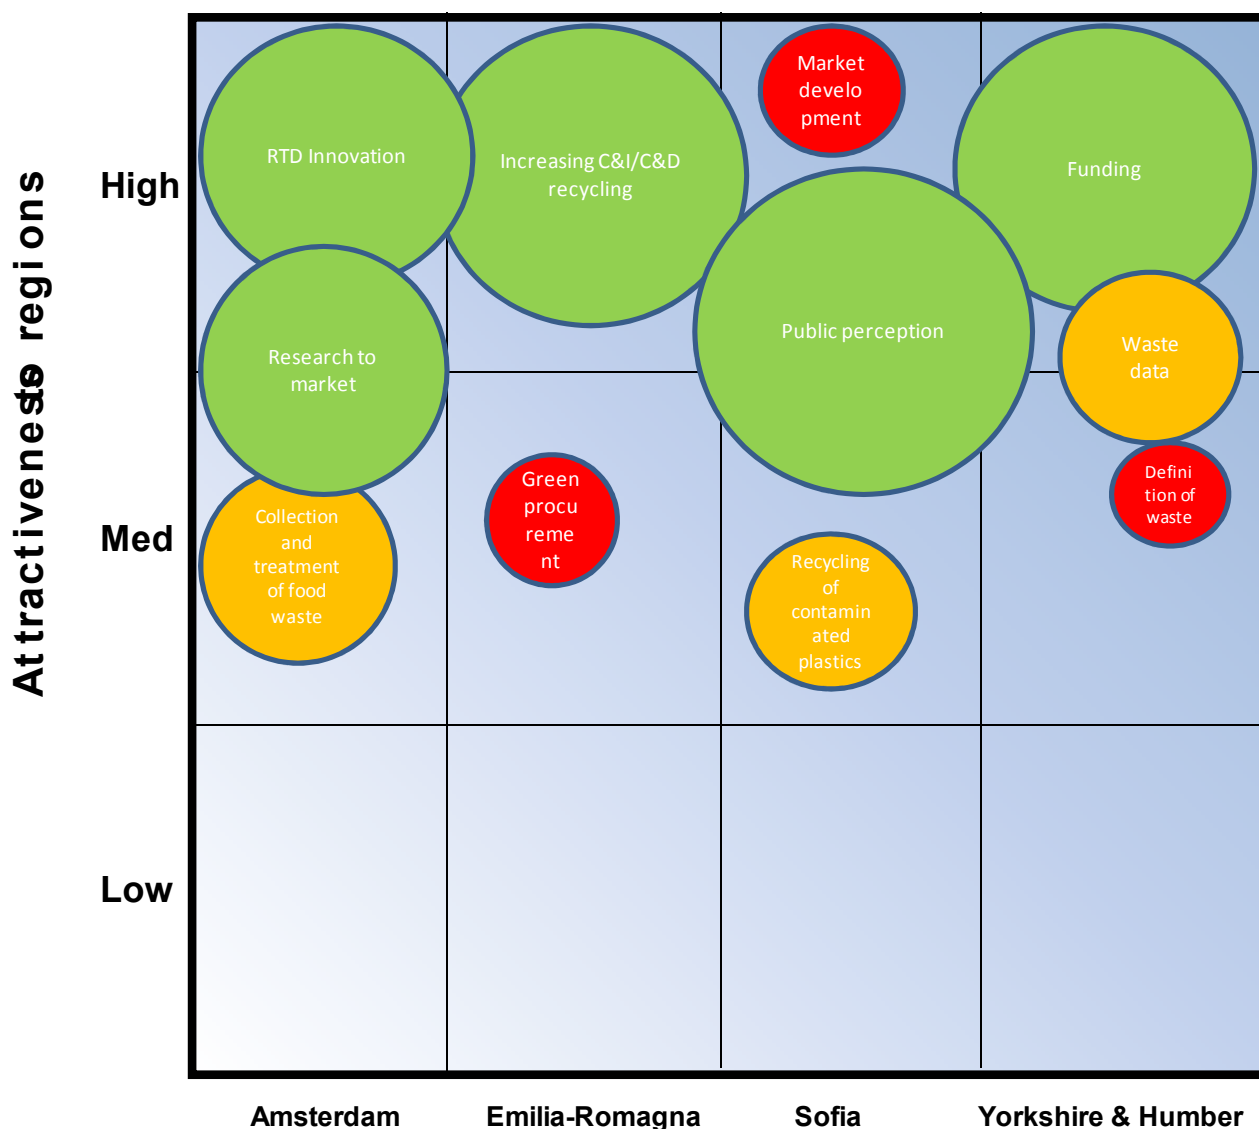 Attractiveness to regions
High
Med
Low
RTD Innovation
Increasing C&I/C&D
recycling
Market
develo
pment
Funding
Research to
market
Public perception
Waste
data
Collection
and
treatment
of food
waste
Green
procu
reme
nt
Recycling
of
contamin
ated
plastics
Defini
tion of
waste
Amsterdam
Emilia-Romagna
Sofia
Yorkshire & Humber